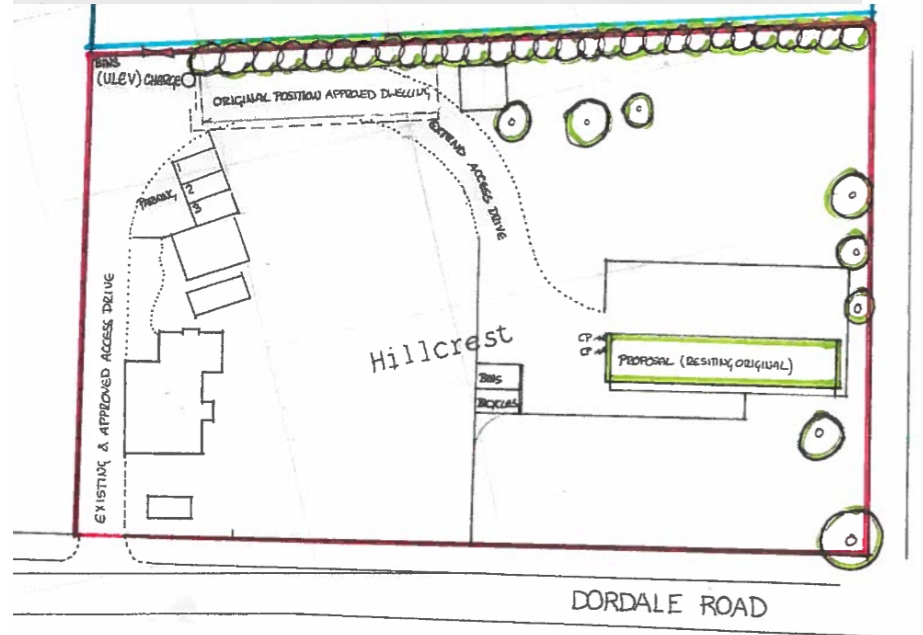 BINS
(ULEV) CHARGE
ORIGINAL POSITION APPROVED DWELLING
EXTEND ACCESS DRIVE
PARKING
1
2
3
EXISTING & APPROVED ACCESS DRIVE
Hillcrest
CP
CP
PROPOSAL (RESITING ORIGINAL)
BINS
BICYCLES
DORDALE ROAD